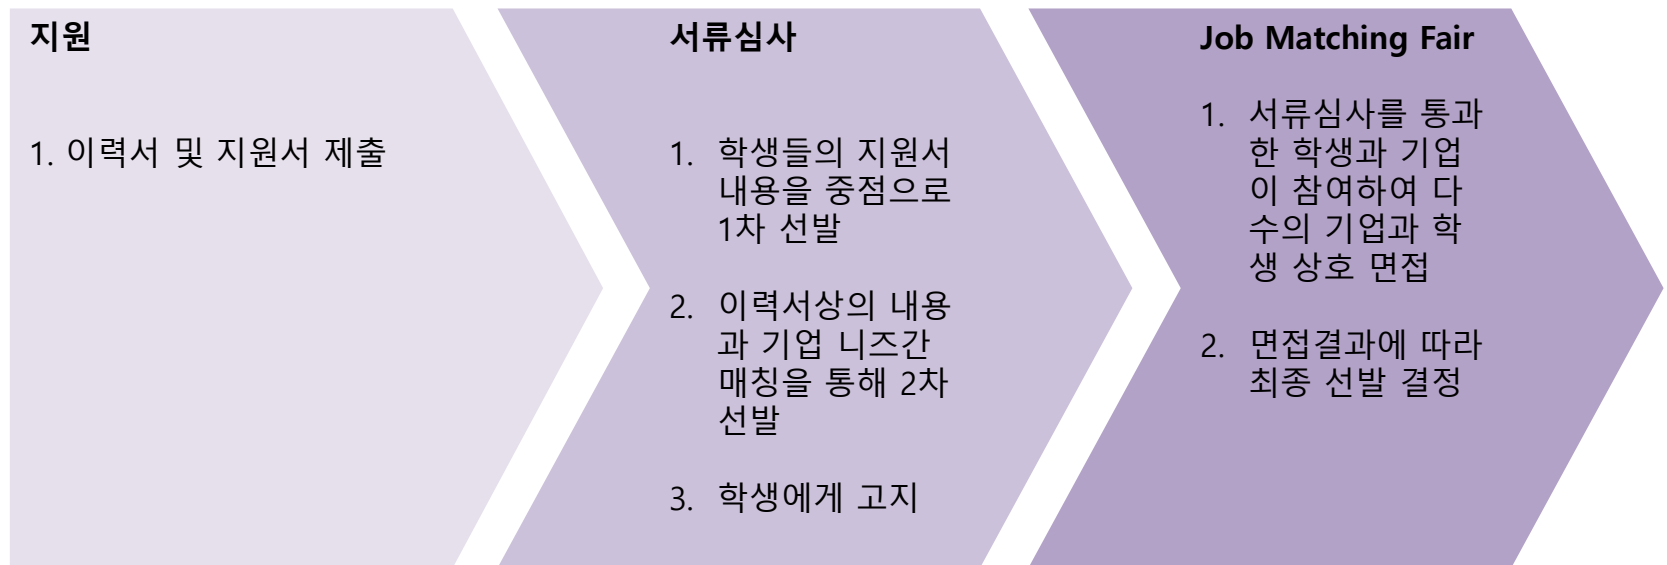 지원
1. 이력서 및 지원서 제출
서류심사
1. 학생들의 지원서
내용을 중점으로
1차 선발
2. 이력서상의 내용
과 기업 니즈간
매칭을 통해 2차
선발
3. 학생에게 고지
Job Matching Fair
1. 서류심사를 통과
한 학생과 기업
이 참여하여 다
수의 기업과 학
생 상호 면접
2. 면접결과에 따라
최종 선발 결정